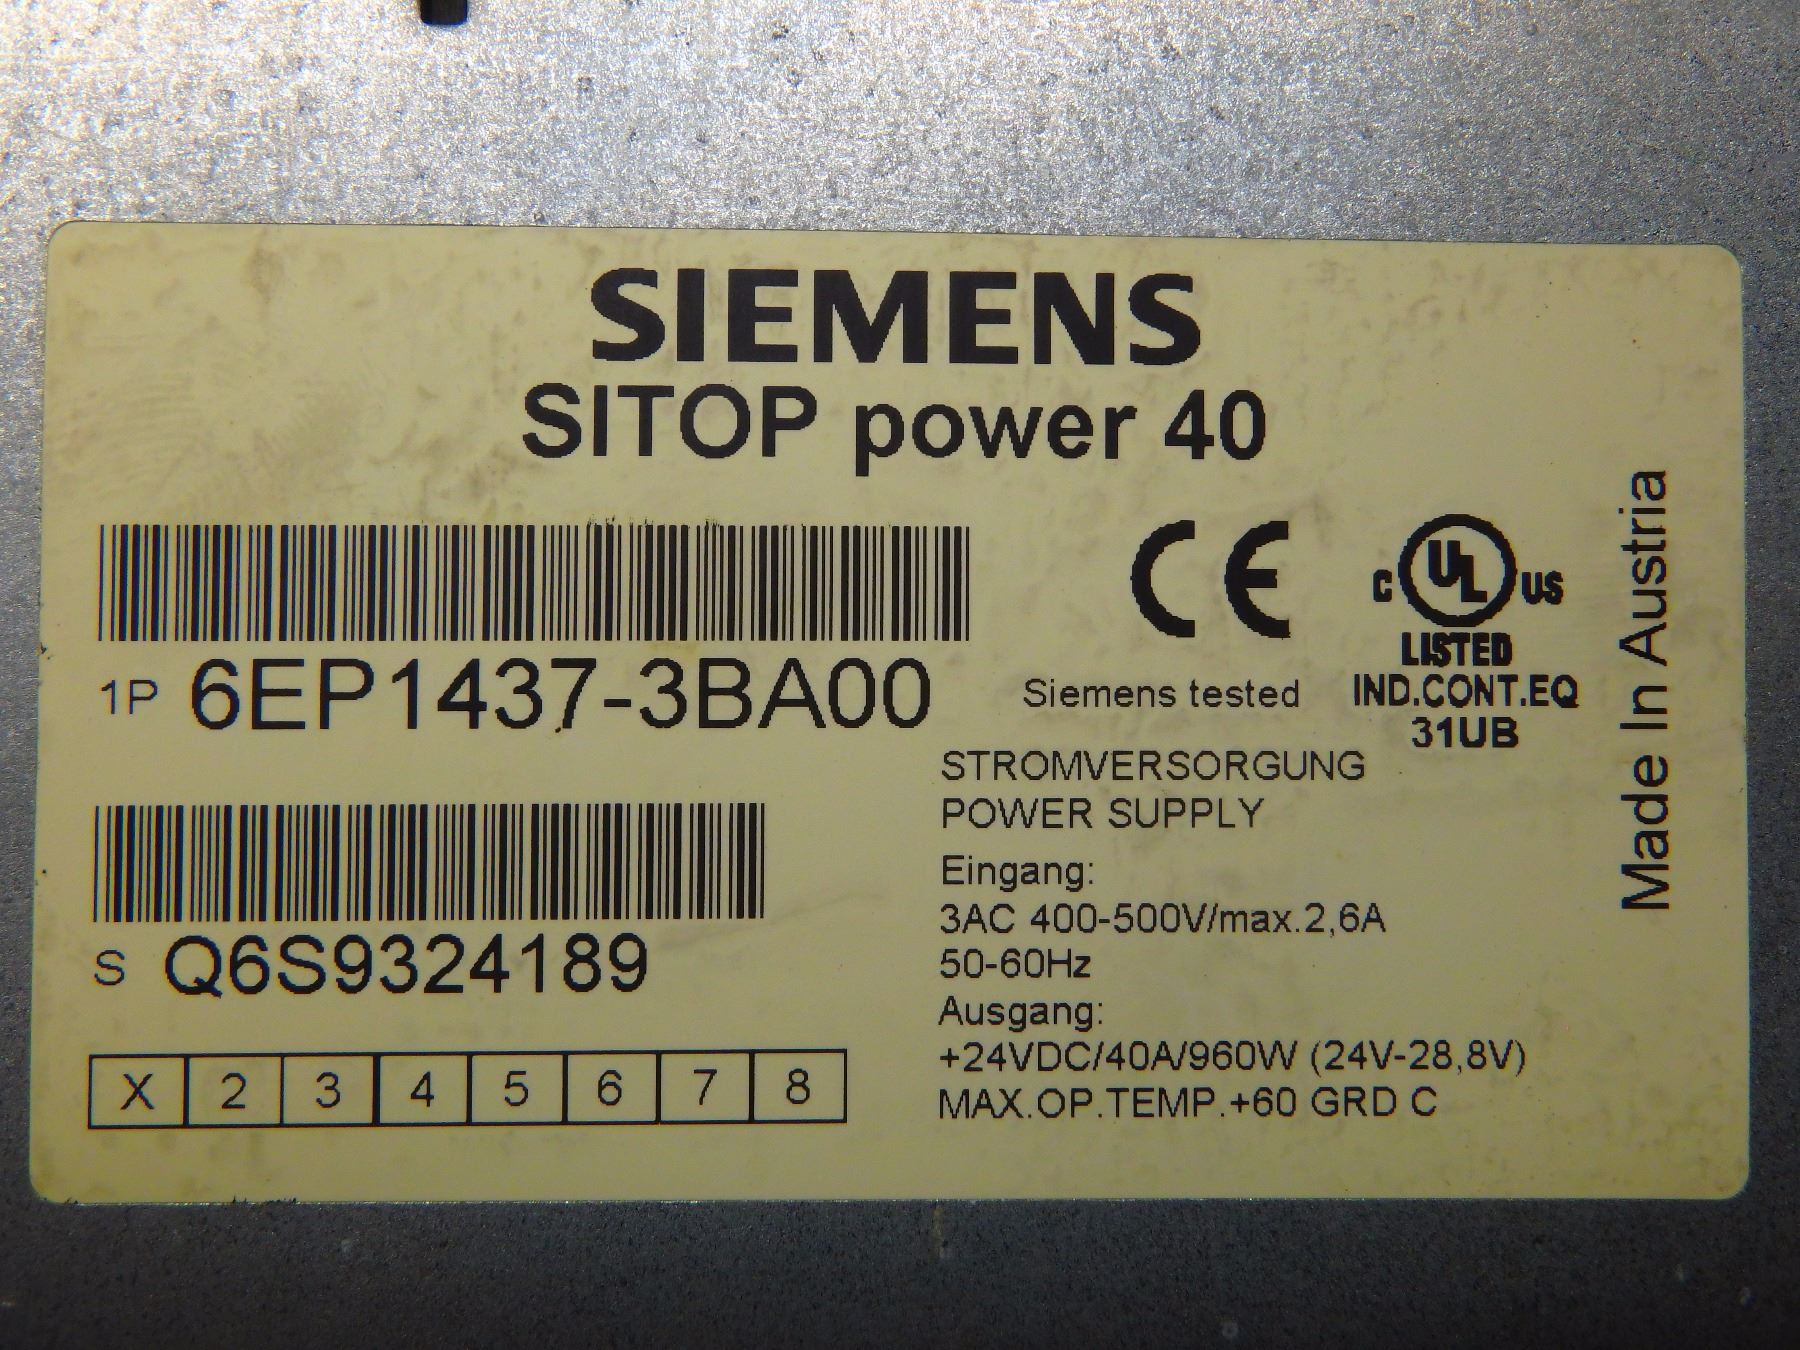 SIEMENS
SITOP power 40
1P 6EP1437-3BA00
S Q6S9324189
X 2 3 4 5 6 7 8
CE
C UL US
LISTED
IND.CONT.EQ
31UB
Siemens tested
STROMVERSORGUNG
POWER SUPPLY
Eingang:
3AC 400-500V/max.2,6A
50-60Hz
Ausgang:
+24VDC/40A/960W (24V-28,8V)
MAX.OP.TEMP.+60 GRD C
Made In Austria